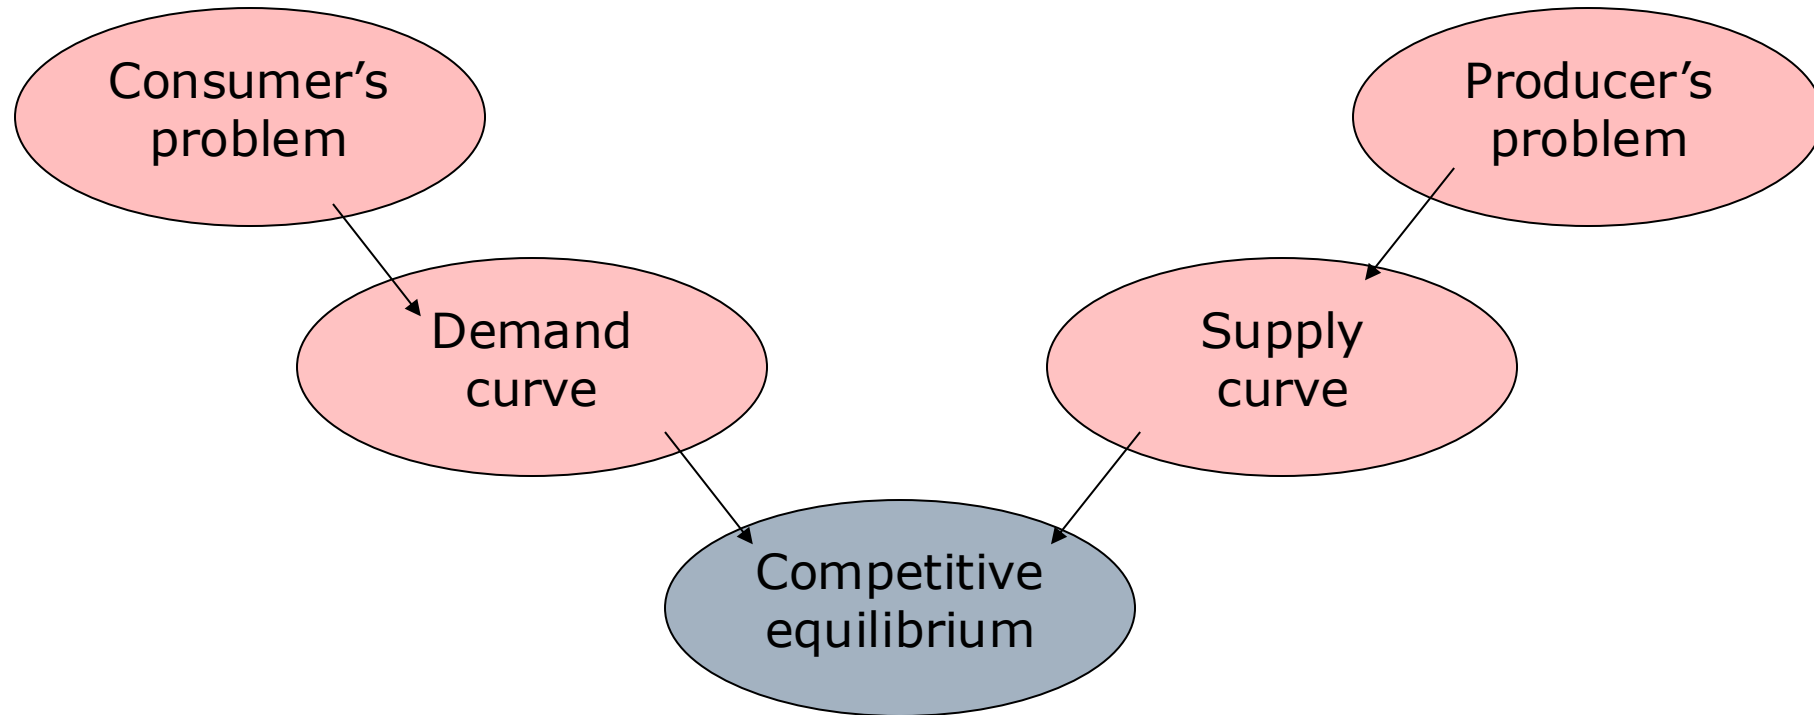 Consumer’s
problem
Producer’s
problem
Demand
curve
Supply
curve
Competitive
equilibrium